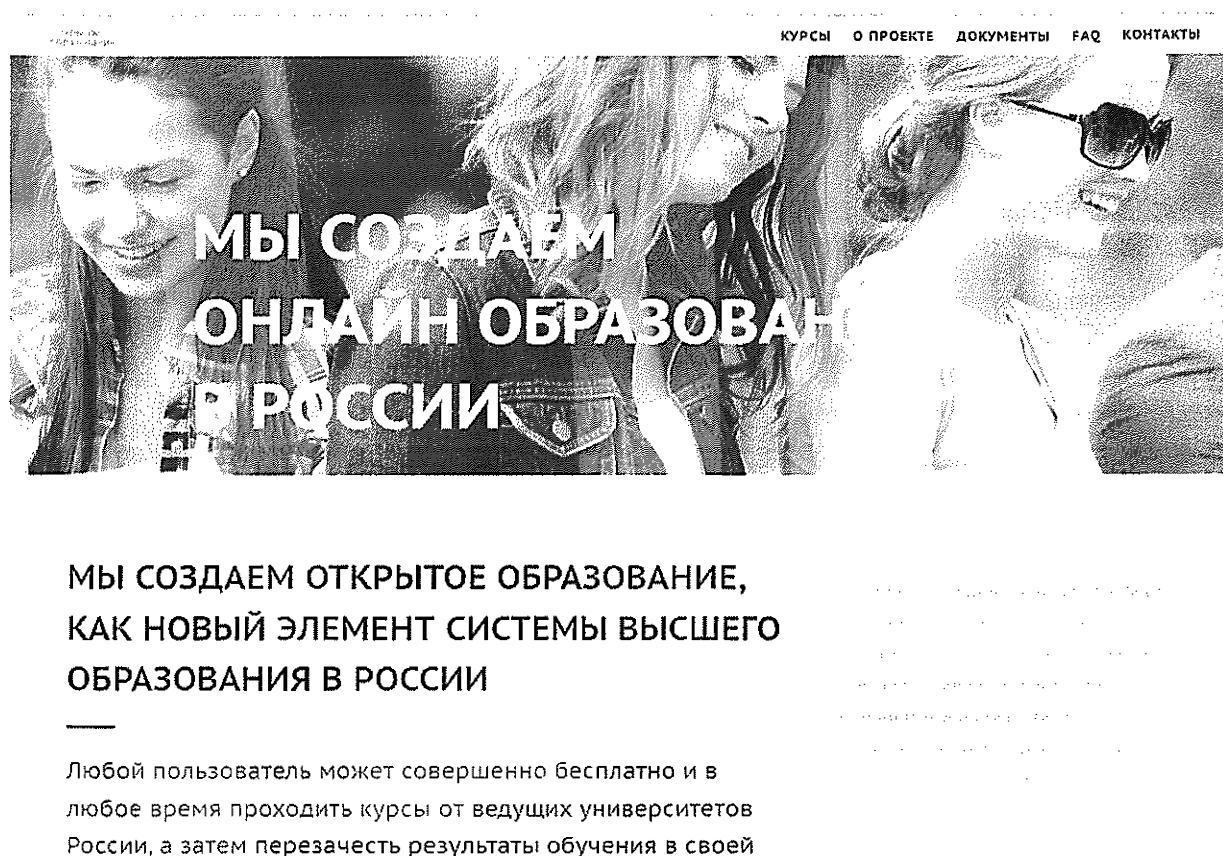 КУРСЫ О ПРОЕКТЕ ДОКУМЕНТЫ FAQ КОНТАКТЫ
МЫ СОЗДАЕМ
ОНЛАЙН ОБРАЗОВАН
В РОССИИ
МЫ СОЗДАЕМ ОТКРЫТОЕ ОБРАЗОВАНИЕ,
КАК НОВЫЙ ЭЛЕМЕНТ СИСТЕМЫ ВЫСШЕГО
ОБРАЗОВАНИЯ В РОССИИ
Любой пользователь может совершенно бесплатно и в
любое время проходить курсы от ведущих университетов
России, а затем перезачесть результаты обучения в своей